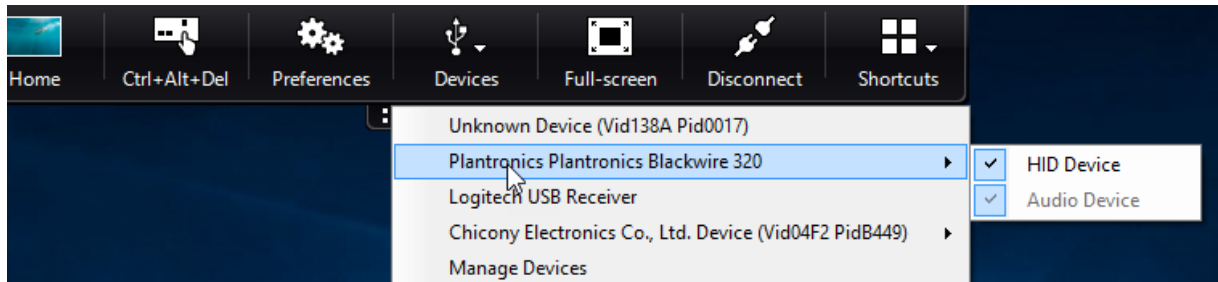 Home
Ctrl+Alt+Del
Preferences
Devices
Full-screen
Disconnect
Shortcuts
Unknown Device (Vid138A Pid0017)
Plantronics Plantronics Blackwire 320
HID Device
Audio Device
Logitech USB Receiver
Chicony Electronics Co., Ltd. Device (Vid04F2 PidB449)
Manage Devices